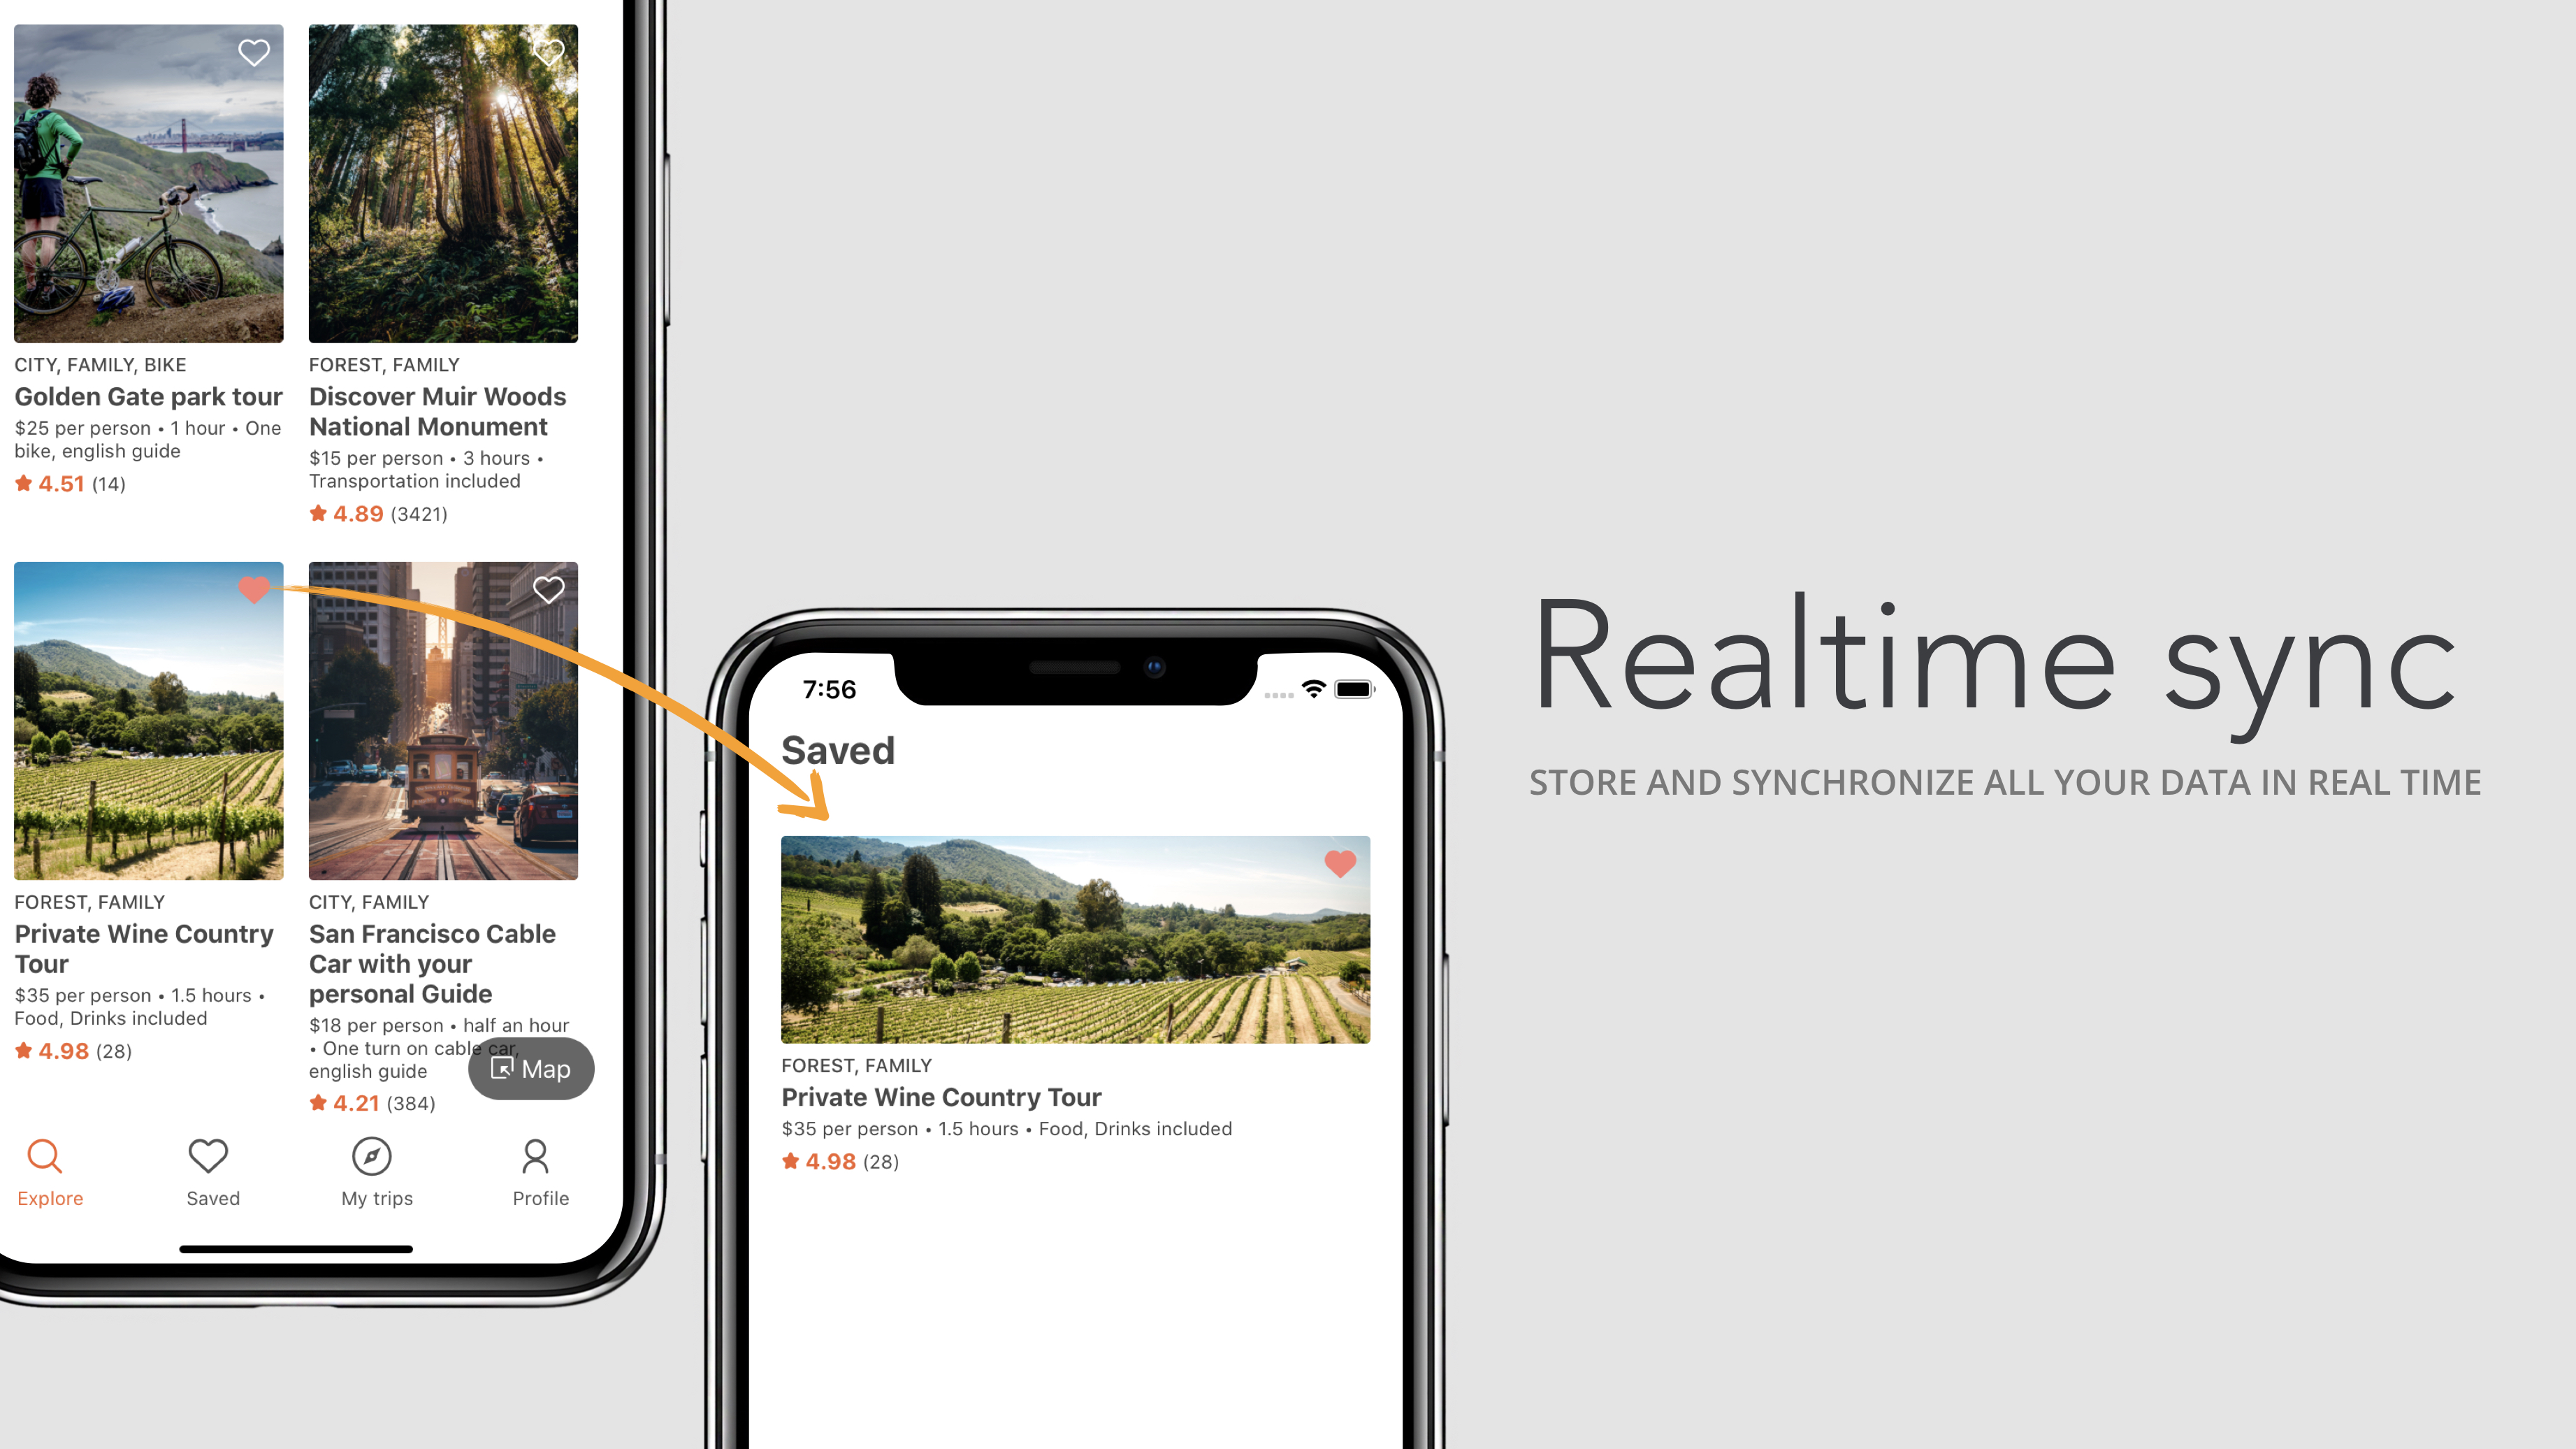 CITY, FAMILY, BIKE
Golden Gate park tour
$25 per person • 1 hour • One
bike, english guide
4.51 (14)
FOREST, FAMILY
Discover Muir Woods
National Monument
$15 per person • 3 hours •
Transportation included
4.89 (3421)
FOREST, FAMILY
Private Wine Country
Tour
$35 per person • 1.5 hours •
Food, Drinks included
4.98 (28)
CITY, FAMILY
San Francisco Cable
Car with your
personal Guide
$18 per person • half an hour
• One turn on cable car,
english guide
4.21 (384)
Map
Explore
Saved
My trips
Profile
7:56
Saved
FOREST, FAMILY
Private Wine Country Tour
$35 per person • 1.5 hours • Food, Drinks included
4.98 (28)
Realtime sync
STORE AND SYNCHRONIZE ALL YOUR DATA IN REAL TIME